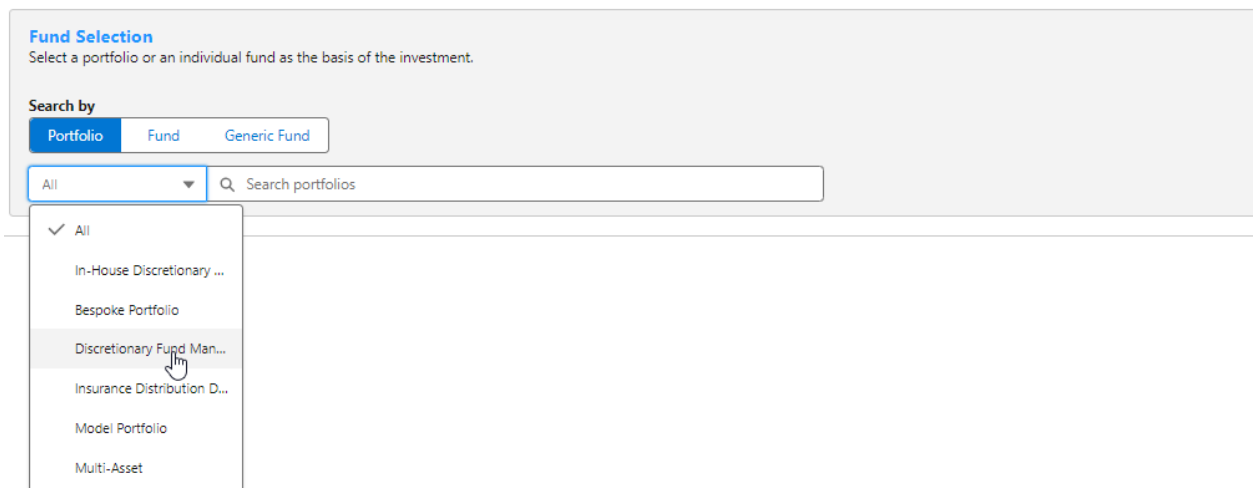 Fund Selection
Select a portfolio or an individual fund as the basis of the investment.
Search by
Portfolio Fund Generic Fund
All Search portfolios
All
In-House Discretionary ...
Bespoke Portfolio
Discretionary Fund Man...
Insurance Distribution D...
Model Portfolio
Multi-Asset